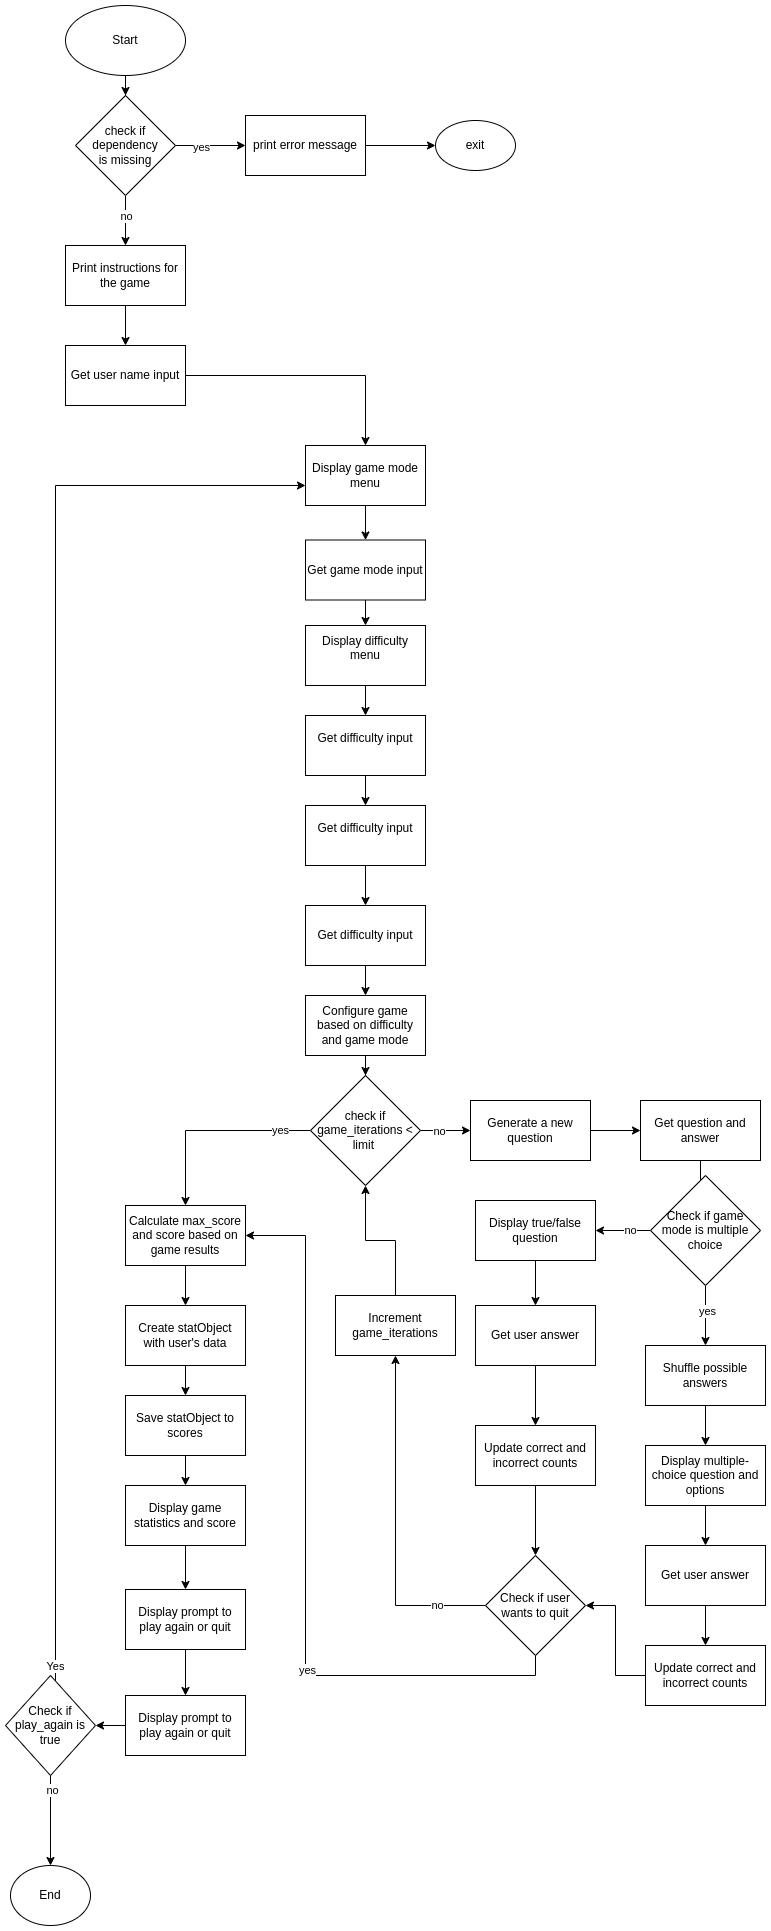 Start
check if
dependency
is missing
yes
print error message
exit
no
Print instructions for
the game
Get user name input
Display game mode
menu
Get game mode input
Display difficulty
menu
Get difficulty input
Get difficulty input
Get difficulty input
Configure game
based on difficulty
and game mode
check if
game_iterations <
limit
yes
no
Generate a new
question
Get question and
answer
Check if game
mode is multiple
choice
no
yes
Display true/false
question
Get user answer
Update correct and
incorrect counts
Shuffle possible
answers
Display multiple-
choice question and
options
Get user answer
Update correct and
incorrect counts
Check if user
wants to quit
no
yes
Increment
game_iterations
Calculate max_score
and score based on
game results
Create statObject
with user's data
Save statObject to
scores
Display game
statistics and score
Display prompt to
play again or quit
Display prompt to
play again or quit
Yes
Check if
play_again is
true
no
End